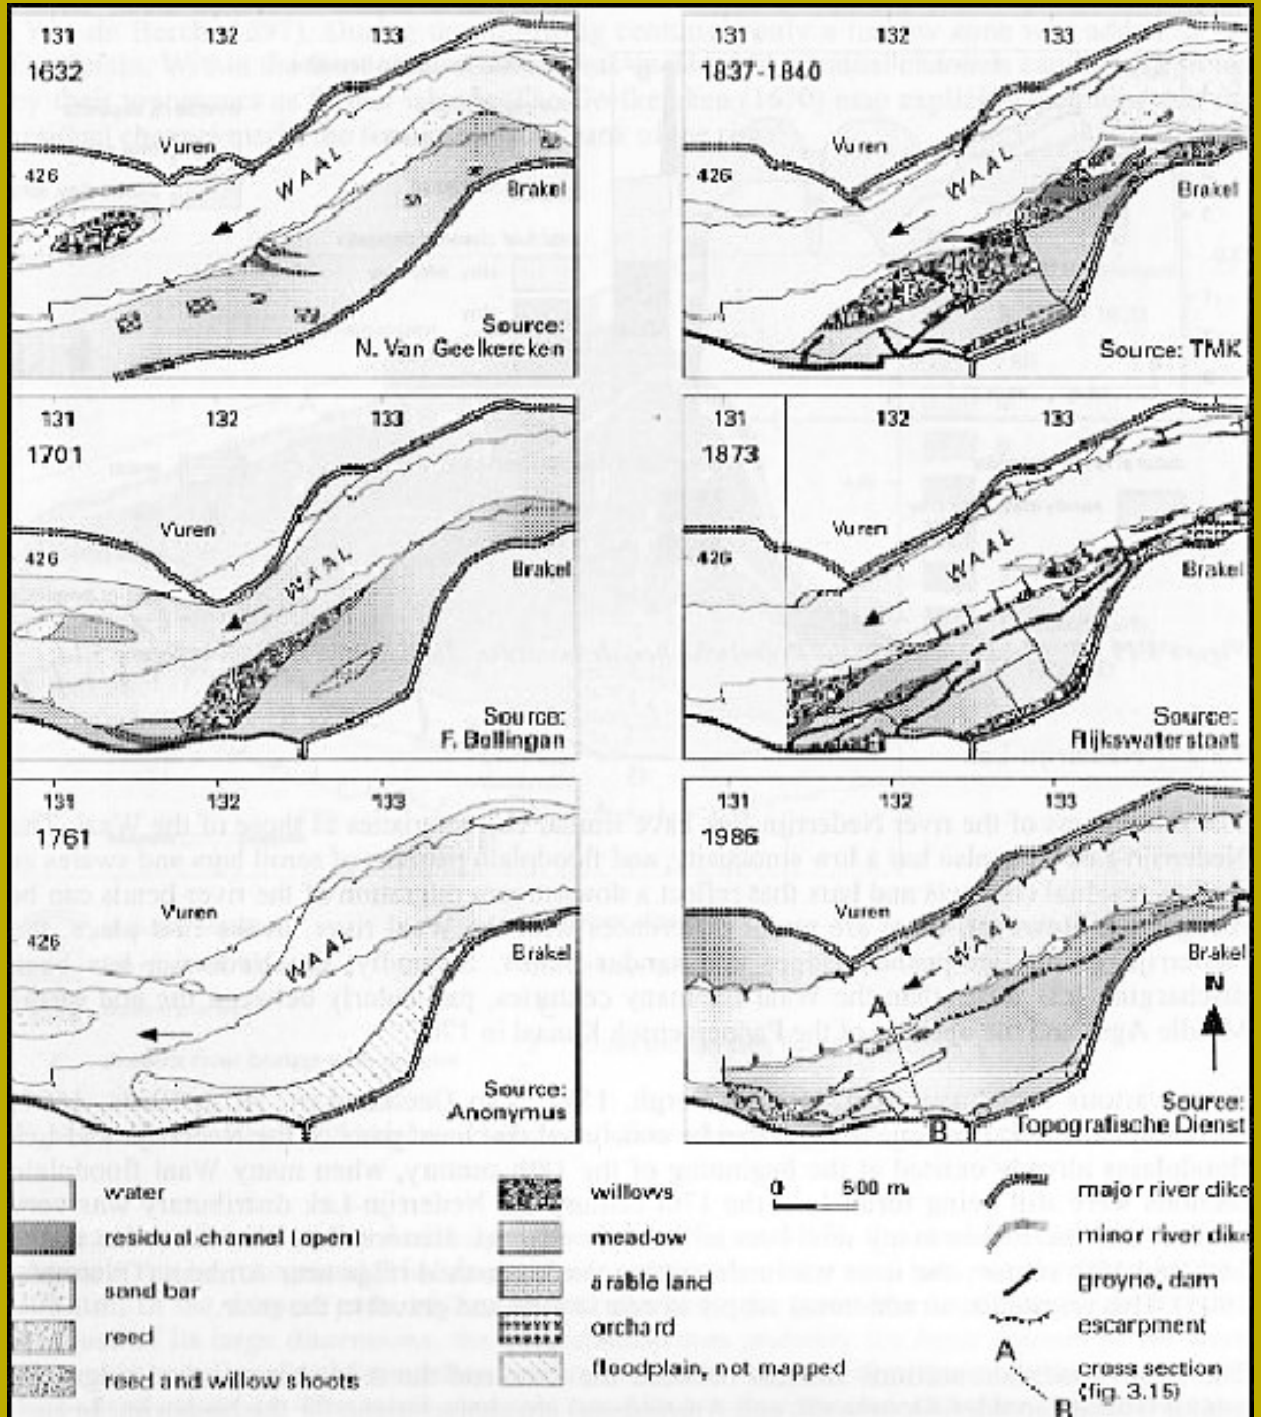 131 132 133
1632
Vuren
WAAL
426
Brakel
Source:
N. Van Geelkercken
131 132 133
1837-1840
Vuren
WAAL
426
Brakel
Source: TMK
131 132 133
1701
Vuren
WAAL
426
Brakel
Source:
F. Bollingan
131 132 133
1873
Vuren
WAAL
426
Brakel
Source:
Rijkswaterstaat
131 132 133
1761
Vuren
WAAL
426
Brakel
Source:
Anonymus
131 132 133
1986
Vuren
WAAL
426
Brakel
N
A
B
Source:
Topografische Dienst
water
residual channel (open)
sand bar
reed
reed and willow shoots
willows
meadow
arable land
orchard
floodplain, not mapped
0 500 m
major river dike
minor river dike
groyne, dam
escarpment
A
cross section
(fig. 3.15)
B